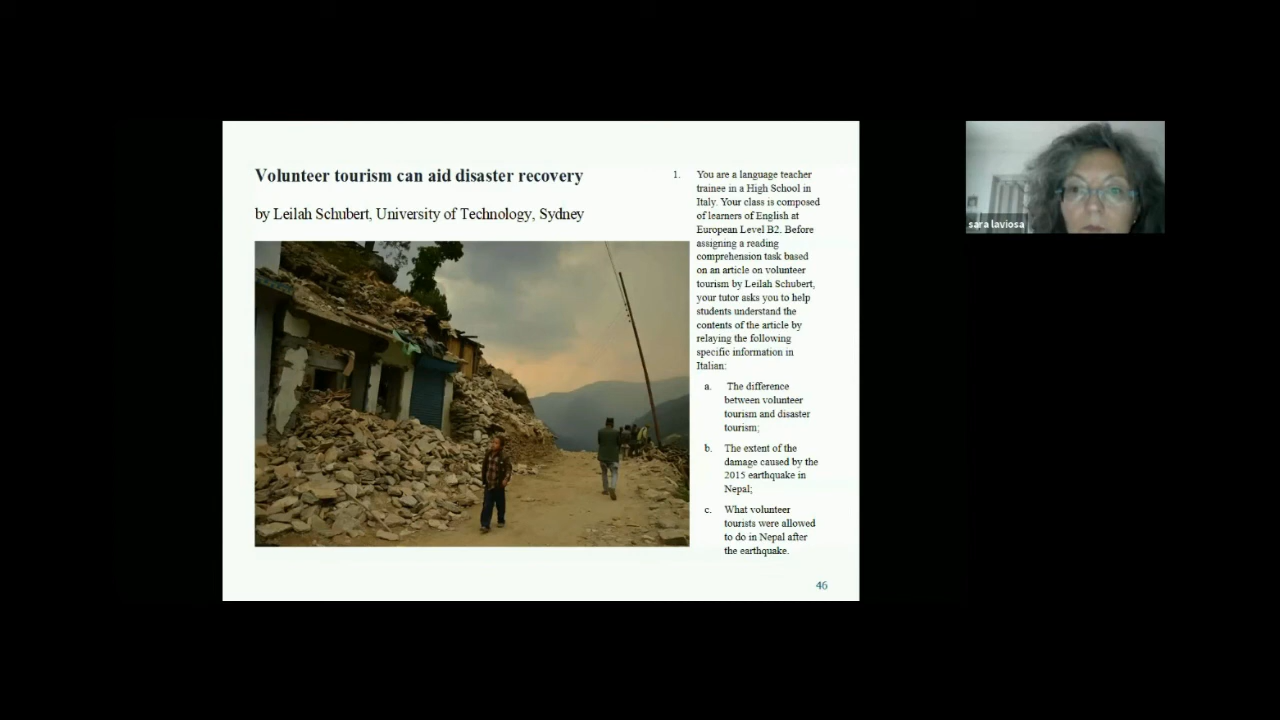 Volunteer tourism can aid disaster recovery
by Leilah Schubert, University of Technology, Sydney
1. You are a language teacher
trainee in a High School in
Italy. Your class is composed
of learners of English at
European Level B2. Before
assigning a reading
comprehension task based
on an article on volunteer
tourism by Leilah Schubert,
your tutor asks you to help
students understand the
contents of the article by
relaying the following
specific information in
Italian:
a. The difference
between volunteer
tourism and disaster
tourism;
b. The extent of the
damage caused by the
2015 earthquake in
Nepal;
c. What volunteer
tourists were allowed
to do in Nepal after
the earthquake.
46
sara laviosa